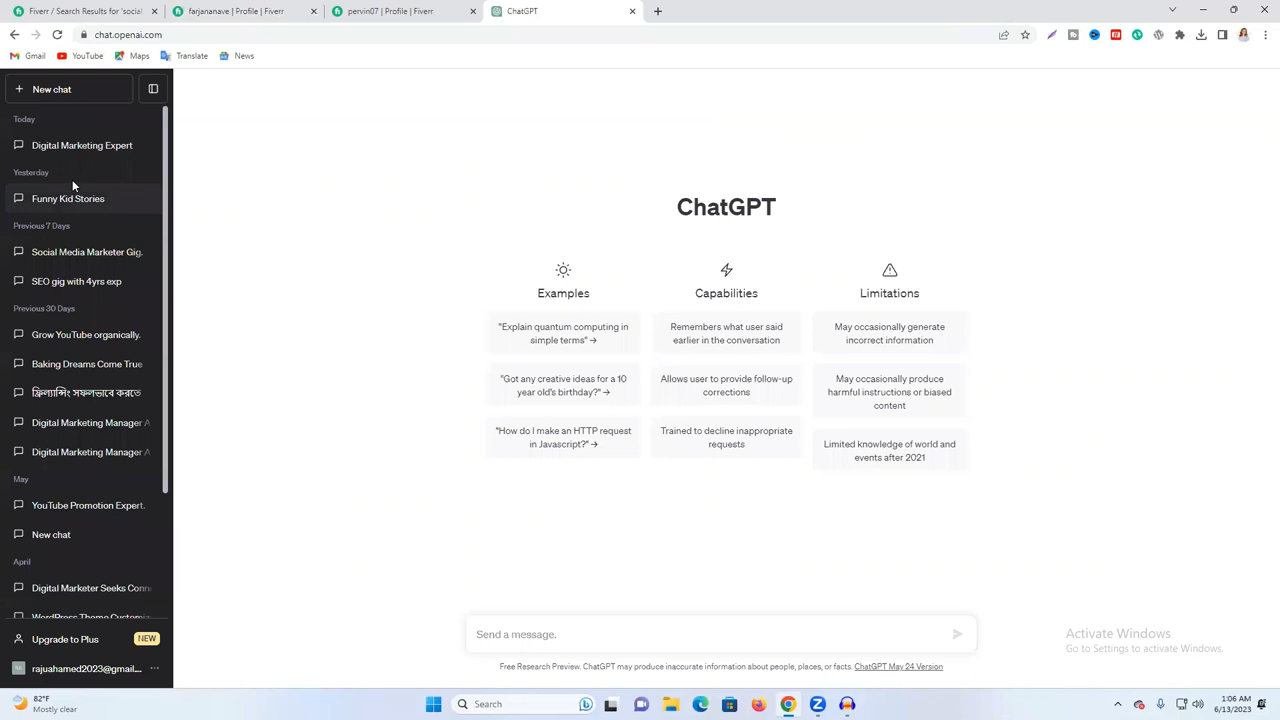 Fiverr / Search Results for 'social
farjananave | Profile | Fiverr
pervin07 | Profile | Fiverr
ChatGPT
chat.openai.com
Gmail
YouTube
Maps
Translate
News
New chat
Today
Digital Marketing Expert
Yesterday
Funny Kid Stories
Previous 7 Days
Social Media Marketer Gig.
SEO gig with 4yrs exp
Previous 30 Days
Grow YouTube organically.
Baking Dreams Come True
Digital Marketing Manager A
Digital Marketing Manager A
May
YouTube Promotion Expert.
New chat
April
Digital Marketer Seeks Conn
WordPress Theme Customiz
Upgrade to Plus
NEW
rajuahamed2023@gmail...
ChatGPT
Examples
"Explain quantum computing in
simple terms" →
"Got any creative ideas for a 10
year old's birthday?" →
"How do I make an HTTP request
in Javascript?" →
Capabilities
Remembers what user said
earlier in the conversation
Allows user to provide follow-up
corrections
Trained to decline inappropriate
requests
Limitations
May occasionally generate
incorrect information
May occasionally produce
harmful instructions or biased
content
Limited knowledge of world and
events after 2021
Send a message.
Free Research Preview. ChatGPT may produce inaccurate information about people, places, or facts. ChatGPT May 24 Version
Activate Windows
Go to Settings to activate Windows.
82°F
Mostly clear
Search
1:06 AM
6/13/2023